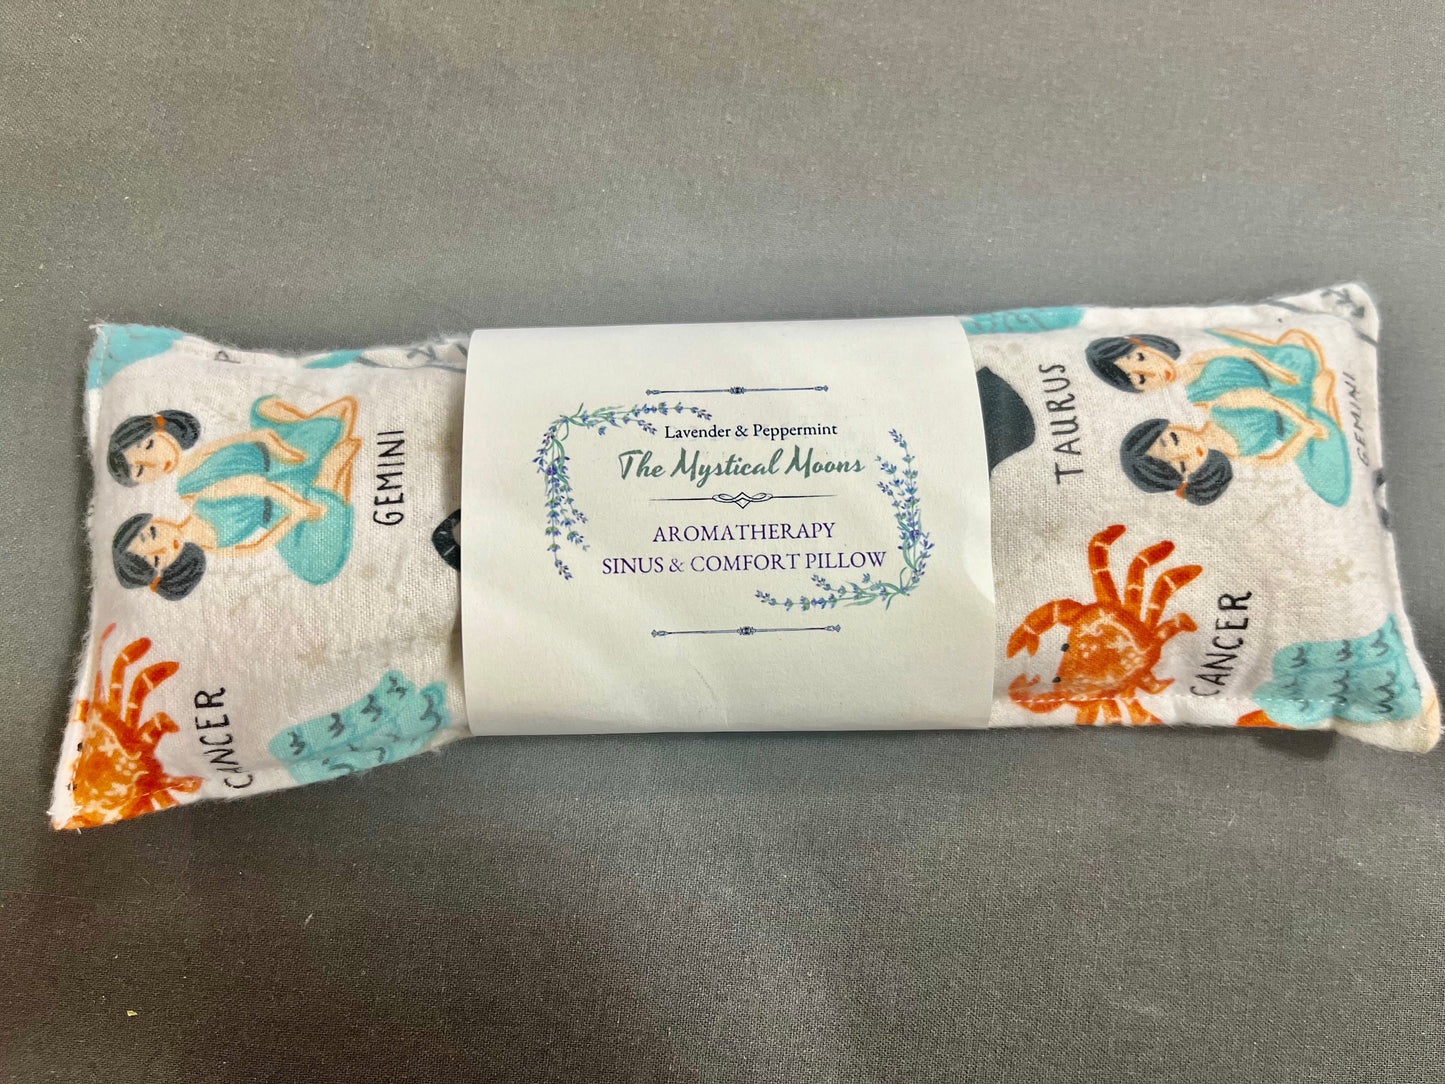 Lavender & Peppermint
The Mystical Moons
AROMATHERAPY
SINUS & COMFORT PILLOW
GEMINI
CANCER
TAURUS
GEMINI
CANCER